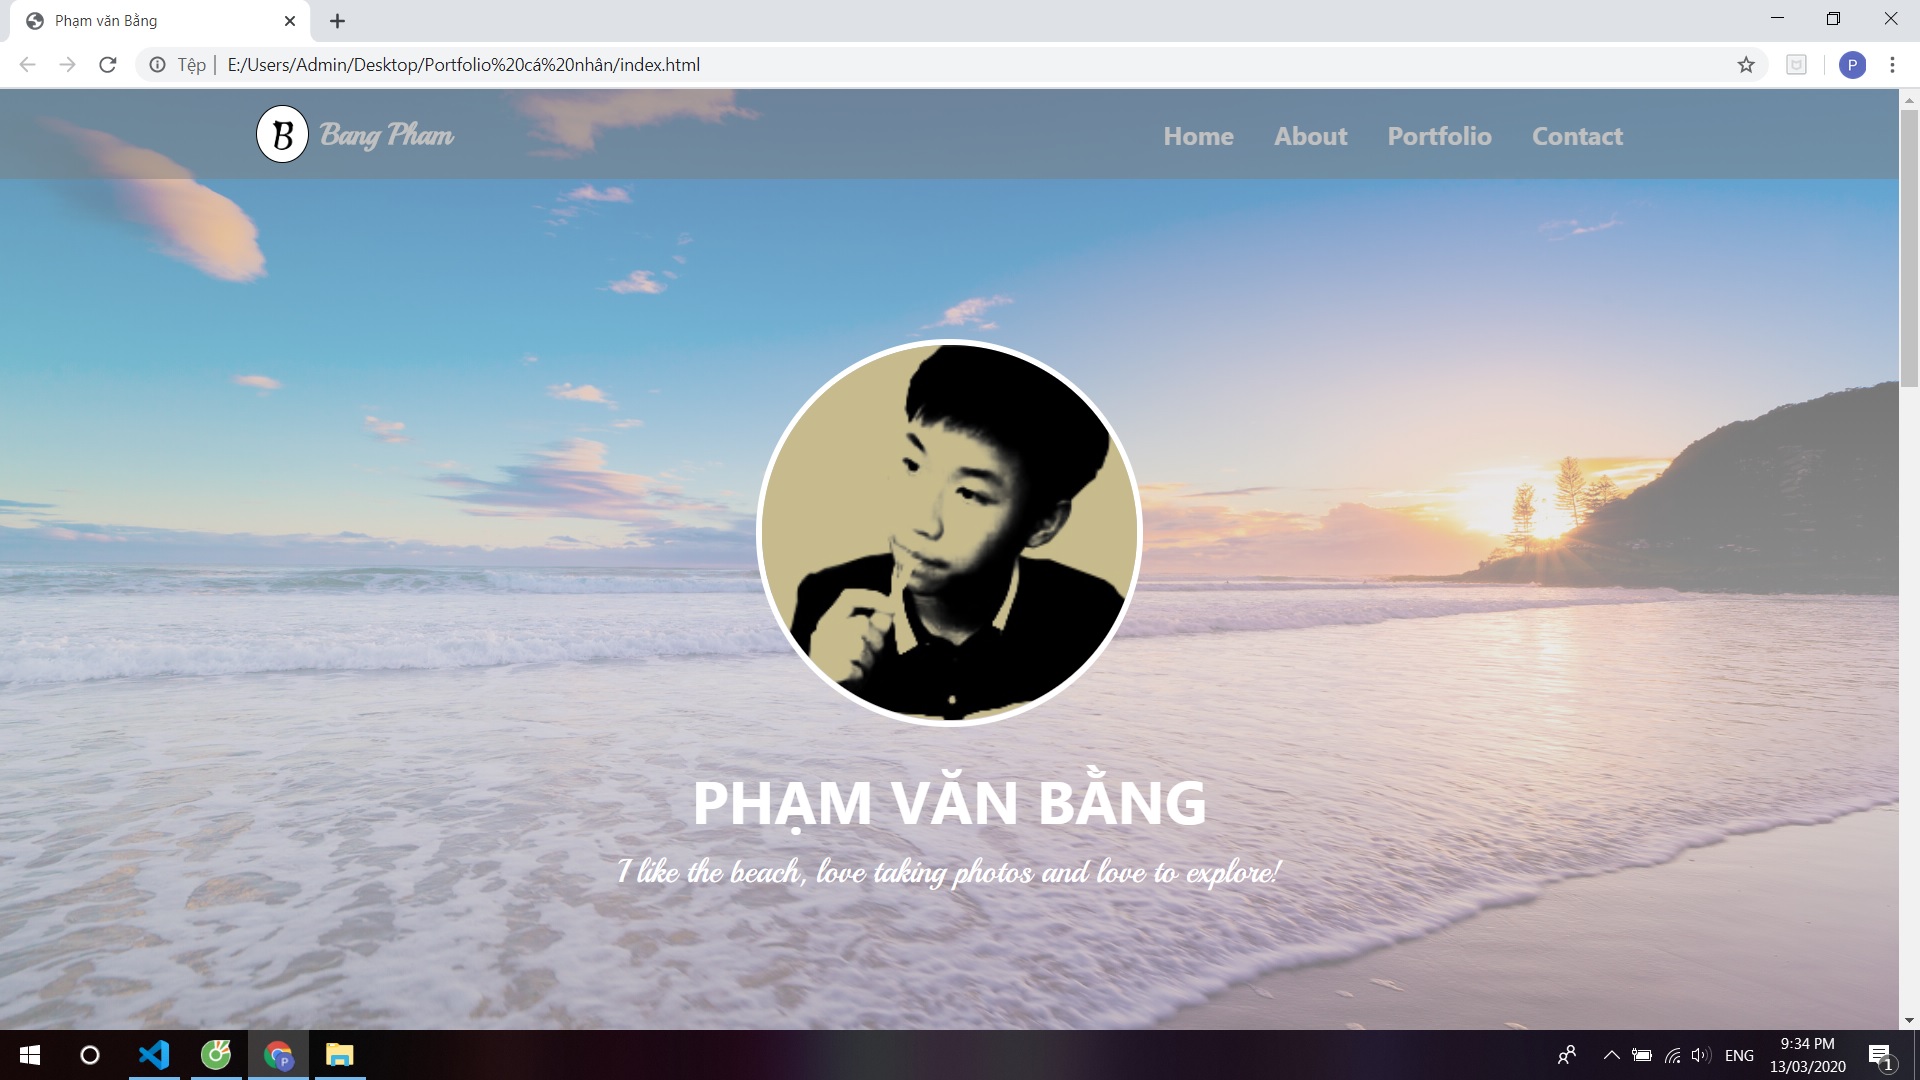 Phạm văn Bằng
Tệp | E:/Users/Admin/Desktop/Portfolio%20cá%20nhân/index.html
P
B Bang Pham
Home About Portfolio Contact
PHẠM VĂN BẰNG
I like the beach, love taking photos and love to explore!
P
ENG
9:34 PM
13/03/2020
1